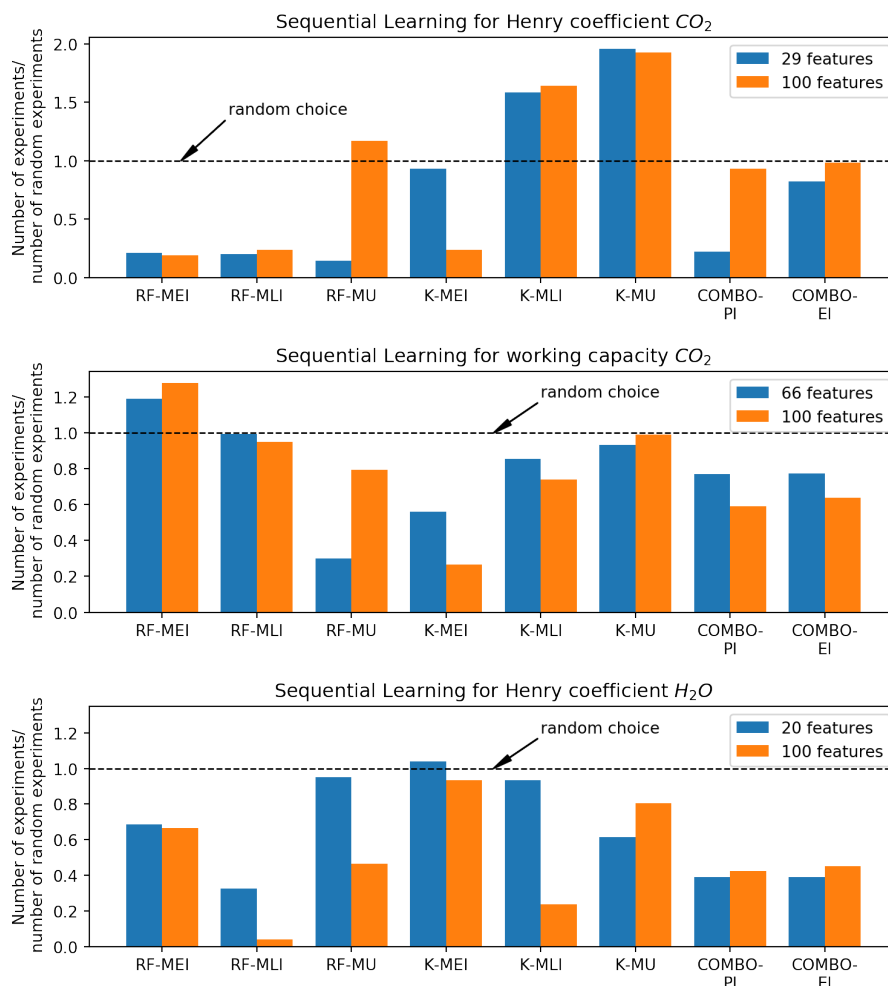 Sequential Learning for Henry coefficient CO₂
Number of experiments/
number of random experiments
2.0
1.5
1.0
0.5
0.0
random choice
29 features
100 features
RF-MEI RF-MLI RF-MU K-MEI K-MLI K-MU COMBO- COMBO-
PI EI
Sequential Learning for working capacity CO₂
Number of experiments/
number of random experiments
1.2
1.0
0.8
0.6
0.4
0.2
0.0
random choice
66 features
100 features
RF-MEI RF-MLI RF-MU K-MEI K-MLI K-MU COMBO- COMBO-
PI EI
Sequential Learning for Henry coefficient H₂O
Number of experiments/
number of random experiments
1.2
1.0
0.8
0.6
0.4
0.2
0.0
random choice
20 features
100 features
RF-MEI RF-MLI RF-MU K-MEI K-MLI K-MU COMBO- COMBO-
PI EI